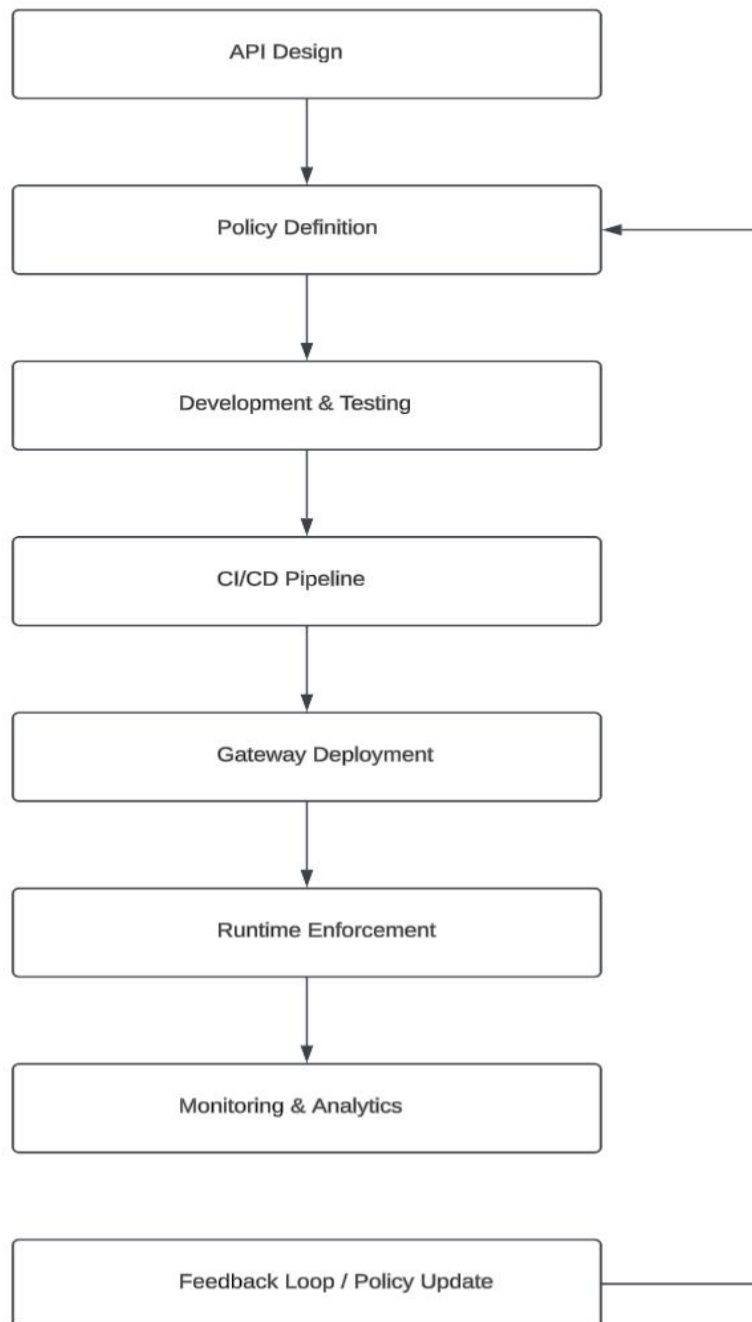 API Design
Policy Definition
Development & Testing
CI/CD Pipeline
Gateway Deployment
Runtime Enforcement
Monitoring & Analytics
Feedback Loop / Policy Update